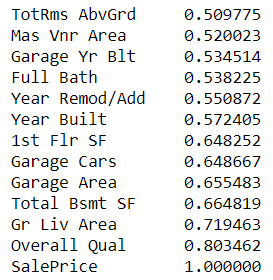 TotRms AbvGrd 0.509775
Mas Vnr Area 0.520023
Garage Yr Blt 0.534514
Full Bath 0.538225
Year Remod/Add 0.550872
Year Built 0.572405
1st Flr SF 0.648252
Garage Cars 0.648667
Garage Area 0.655483
Total Bsmt SF 0.664819
Gr Liv Area 0.719463
Overall Qual 0.803462
SalePrice 1.000000